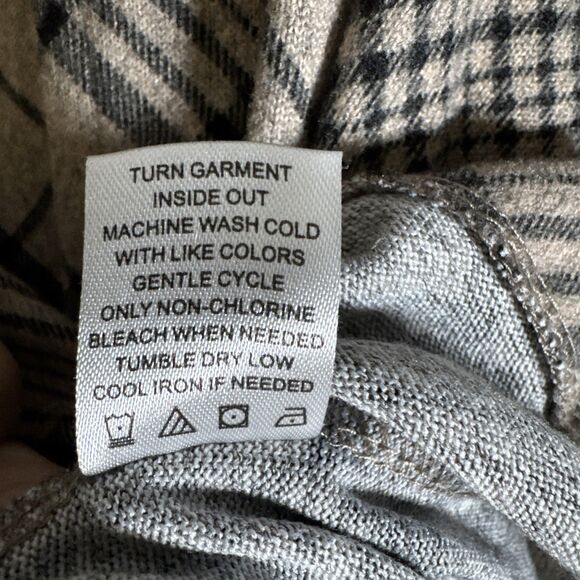 TURN GARMENT
INSIDE OUT
MACHINE WASH COLD
WITH LIKE COLORS
GENTLE CYCLE
ONLY NON-CHLORINE
BLEACH WHEN NEEDED
TUMBLE DRY LOW
COOL IRON IF NEEDED